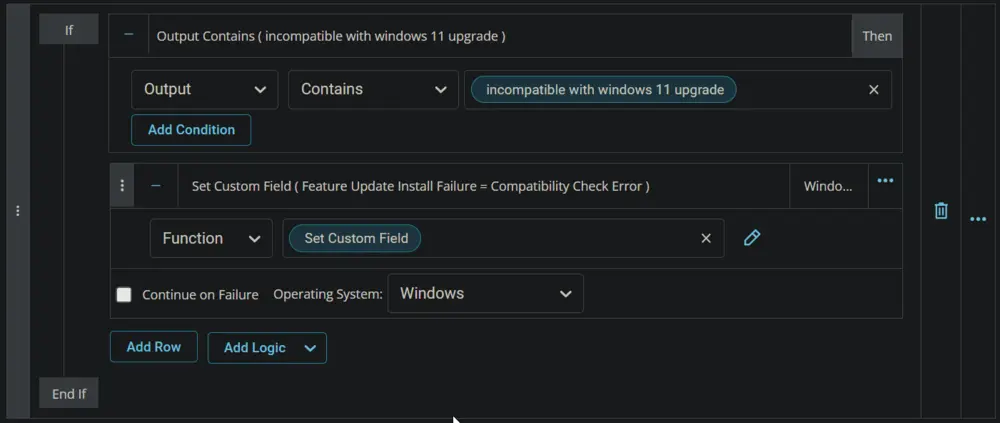 If
Output Contains ( incompatible with windows 11 upgrade )
Then
Output
Contains
incompatible with windows 11 upgrade
Add Condition
Set Custom Field ( Feature Update Install Failure = Compatibility Check Error )
Windo...
Function
Set Custom Field
Continue on Failure
Operating System:
Windows
Add Row
Add Logic
End If